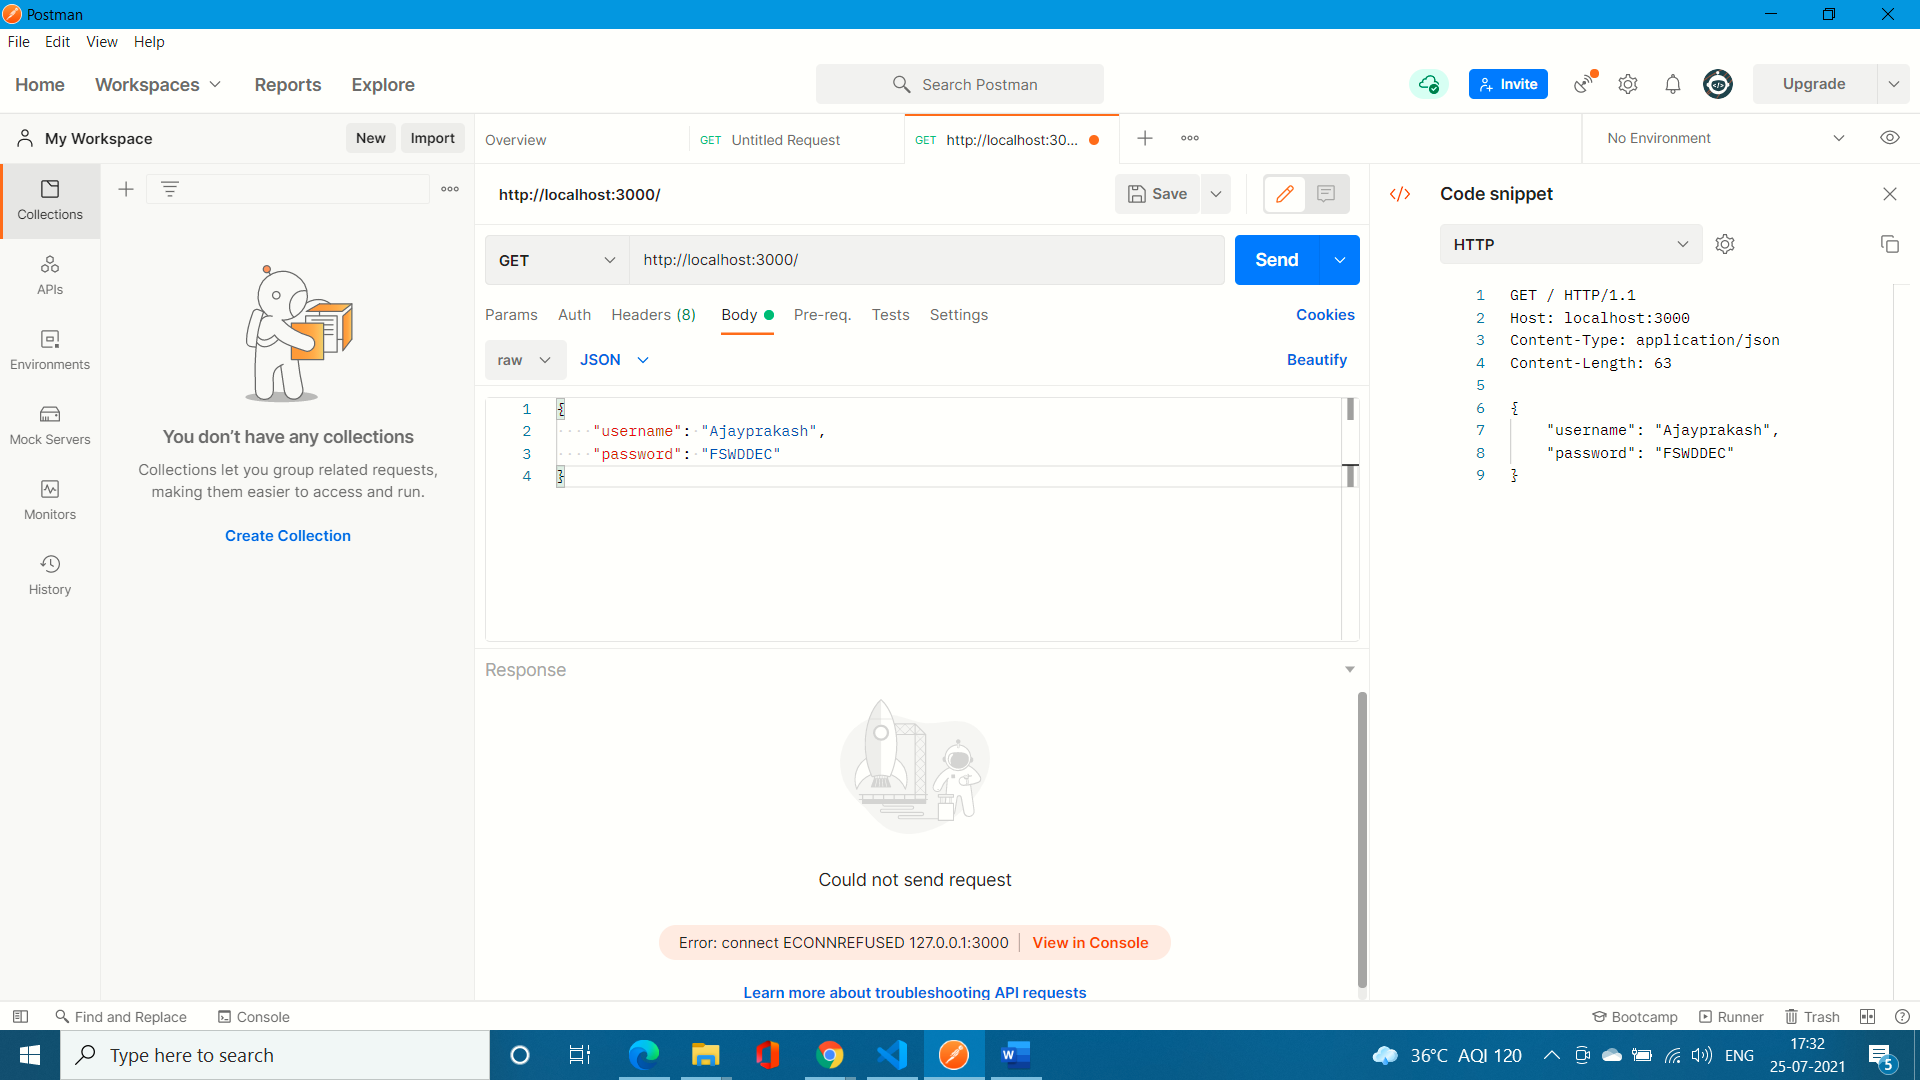 Postman
File Edit View Help
Home Workspaces Reports Explore
Search Postman
Invite
Upgrade
My Workspace
New
Import
Overview
GET Untitled Request
GET http://localhost:30...
No Environment
Collections
APIs
Environments
Mock Servers
Monitors
History
You don't have any collections
Collections let you group related requests,
making them easier to access and run.
Create Collection
http://localhost:3000/
Save
GET
http://localhost:3000/
Send
Params Auth Headers (8) Body Pre-req. Tests Settings
Cookies
raw
JSON
Beautify
1 {
2 "username": "Ajayprakash",
3 "password": "FSWDDEC"
4 }
Response
Could not send request
Error: connect ECONNREFUSED 127.0.0.1:3000 | View in Console
Learn more about troubleshooting API requests
Code snippet
HTTP
1 GET / HTTP/1.1
2 Host: localhost:3000
3 Content-Type: application/json
4 Content-Length: 63
5
6 {
7 "username": "Ajayprakash",
8 "password": "FSWDDEC"
9 }
Find and Replace
Console
Bootcamp
Runner
Trash
Type here to search
36°C AQI 120
ENG
17:32
25-07-2021
5